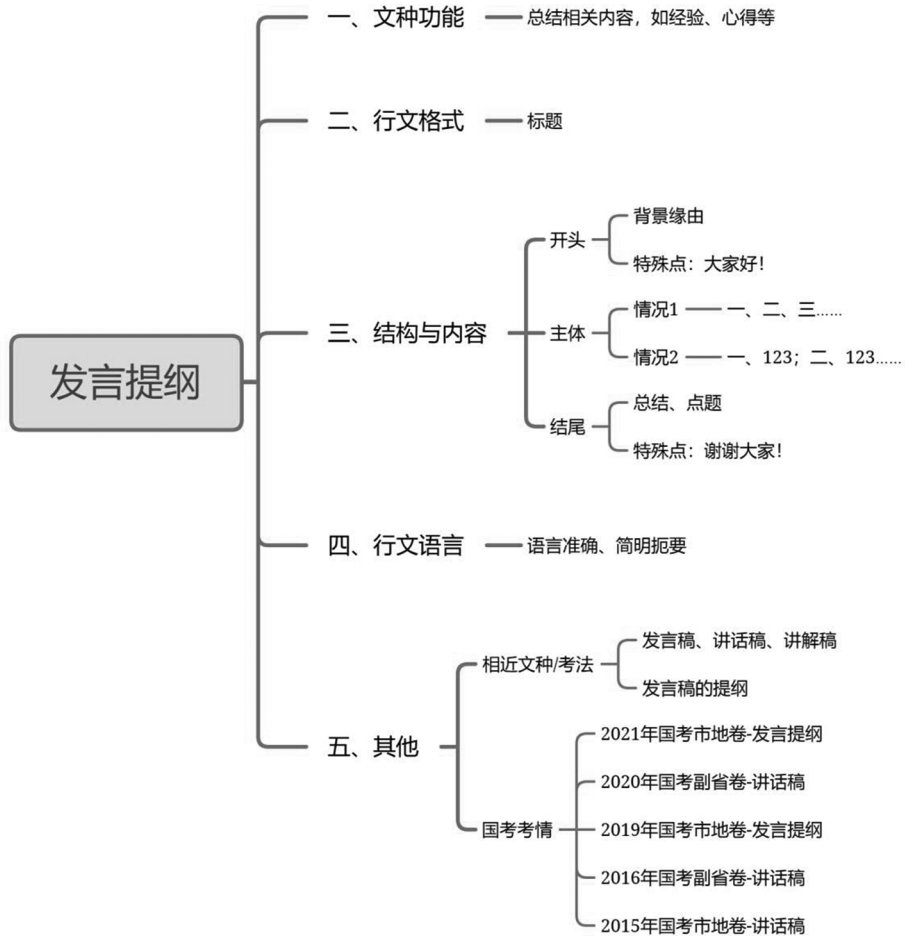 发言提纲
一、文种功能
总结相关内容，如经验、心得等
二、行文格式
标题
三、结构与内容
开头
背景缘由
特殊点：大家好！
主体
情况1
一、二、三……
情况2
一、123；二、123……
结尾
总结、点题
特殊点：谢谢大家！
四、行文语言
语言准确、简明扼要
五、其他
相近文种/考法
发言稿、讲话稿、讲解稿
发言稿的提纲
国考考情
2021年国考市地卷-发言提纲
2020年国考副省卷-讲话稿
2019年国考市地卷-发言提纲
2016年国考副省卷-讲话稿
2015年国考市地卷-讲话稿